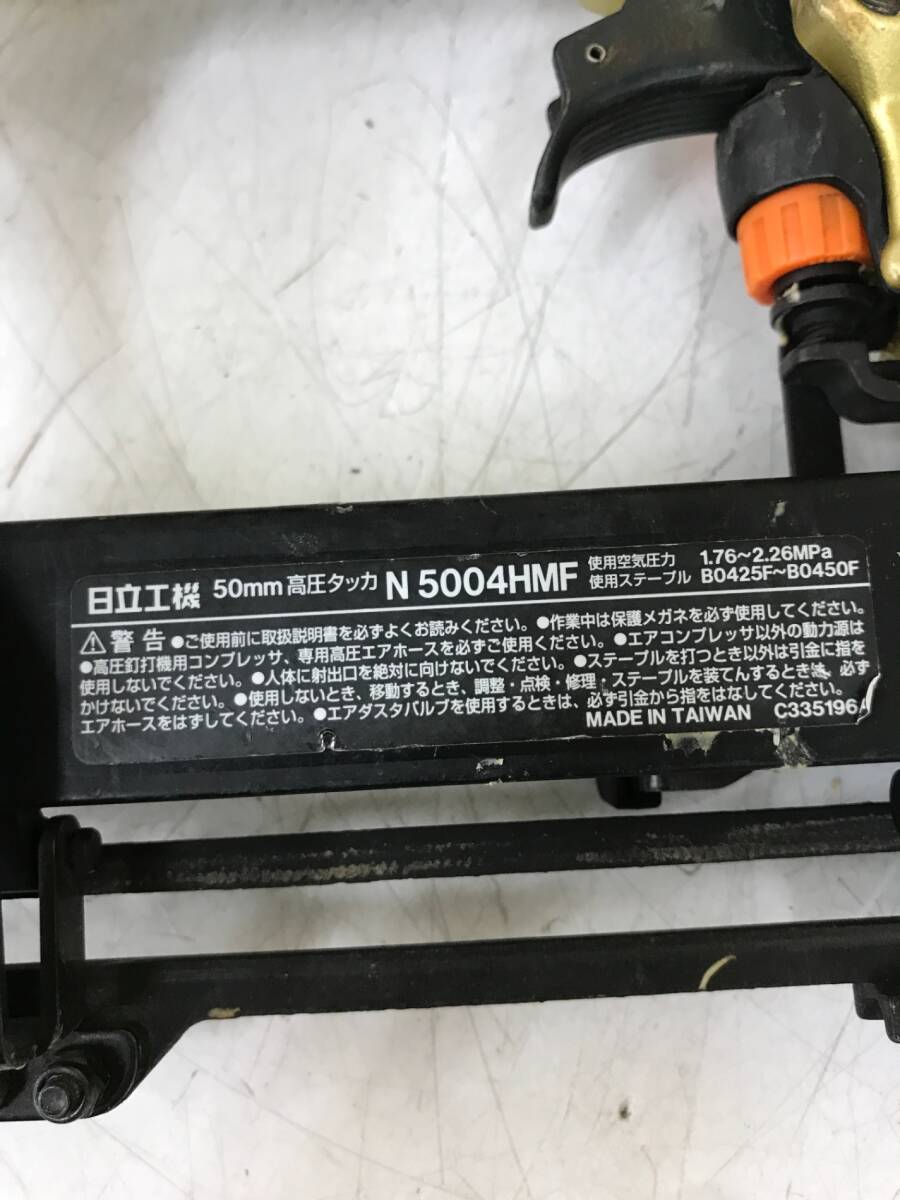 日立工機 50mm 高圧タッカ N 5004HMF 使用空気圧力 1.76~2.26MPa
使用ステープル B0425F~B0450F
⚠警告 ●ご使用前に取扱説明書を必ずよくお読みください。●作業中は保護メガネを必ず使用してください。
●高圧釘打機用コンプレッサ、専用高圧エアホースを必ずご使用ください。●エアコンプレッサ以外の動力源は
使用しないでください。●人体に射出口を絶対に向けないでください。●ステープルを打つとき以外は引金に指を
かけないでください。●使用しないとき、移動するとき、調整・点検・修理・ステープルを装てんするときは、必ず
エアホースをはずしてください。●エアダスタバルブを使用するときは、必ず引金から指をはなしてください。
MADE IN TAIWAN C335196A